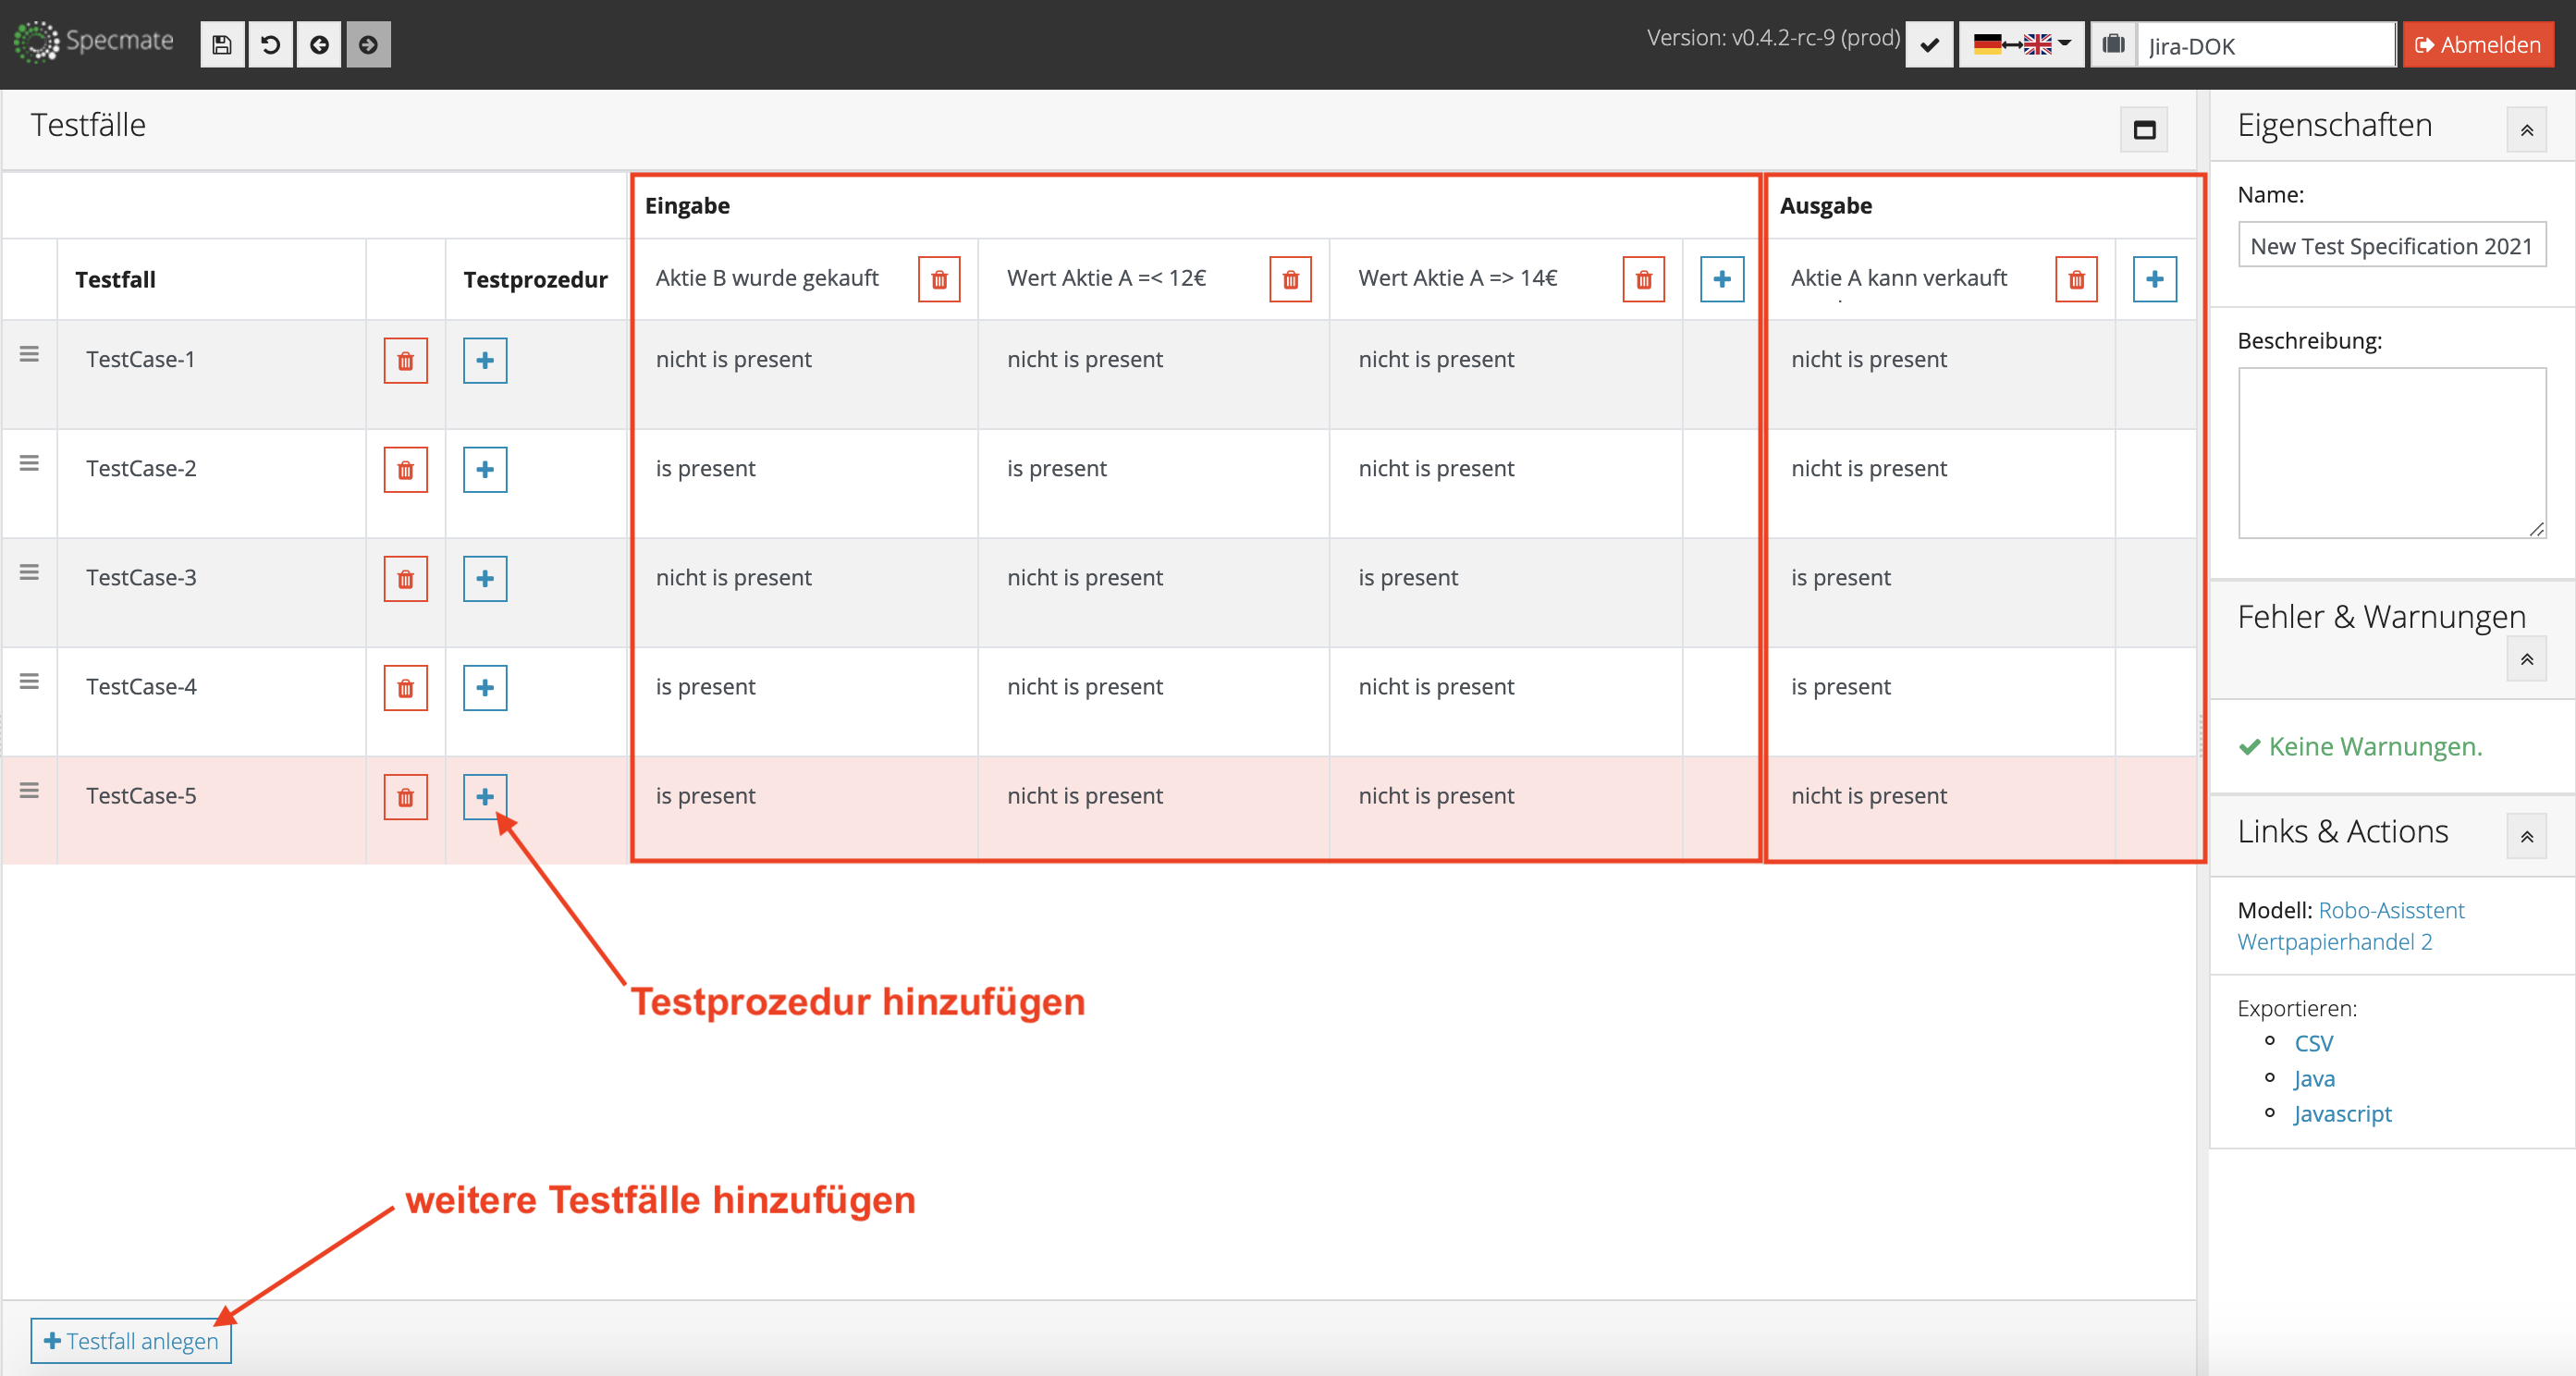 Specmate
Version: v0.4.2-rc-9 (prod)
Jira-DOK
Abmelden
Testfälle
Eingabe Ausgabe
Testfall Testprozedur Aktie B wurde gekauft Wert Aktie A =< 12€ Wert Aktie A => 14€ Aktie A kann verkauft
TestCase-1 nicht is present nicht is present nicht is present nicht is present
TestCase-2 is present is present nicht is present nicht is present
TestCase-3 nicht is present nicht is present is present is present
TestCase-4 is present nicht is present nicht is present is present
TestCase-5 is present nicht is present nicht is present nicht is present
Testprozedur hinzufügen
weitere Testfälle hinzufügen
Testfall anlegen
Eigenschaften
Name:
New Test Specification 2021
Beschreibung:
Fehler & Warnungen
Keine Warnungen.
Links & Actions
Modell: Robo-Asisstent
Wertpapierhandel 2
Exportieren:
CSV
Java
Javascript